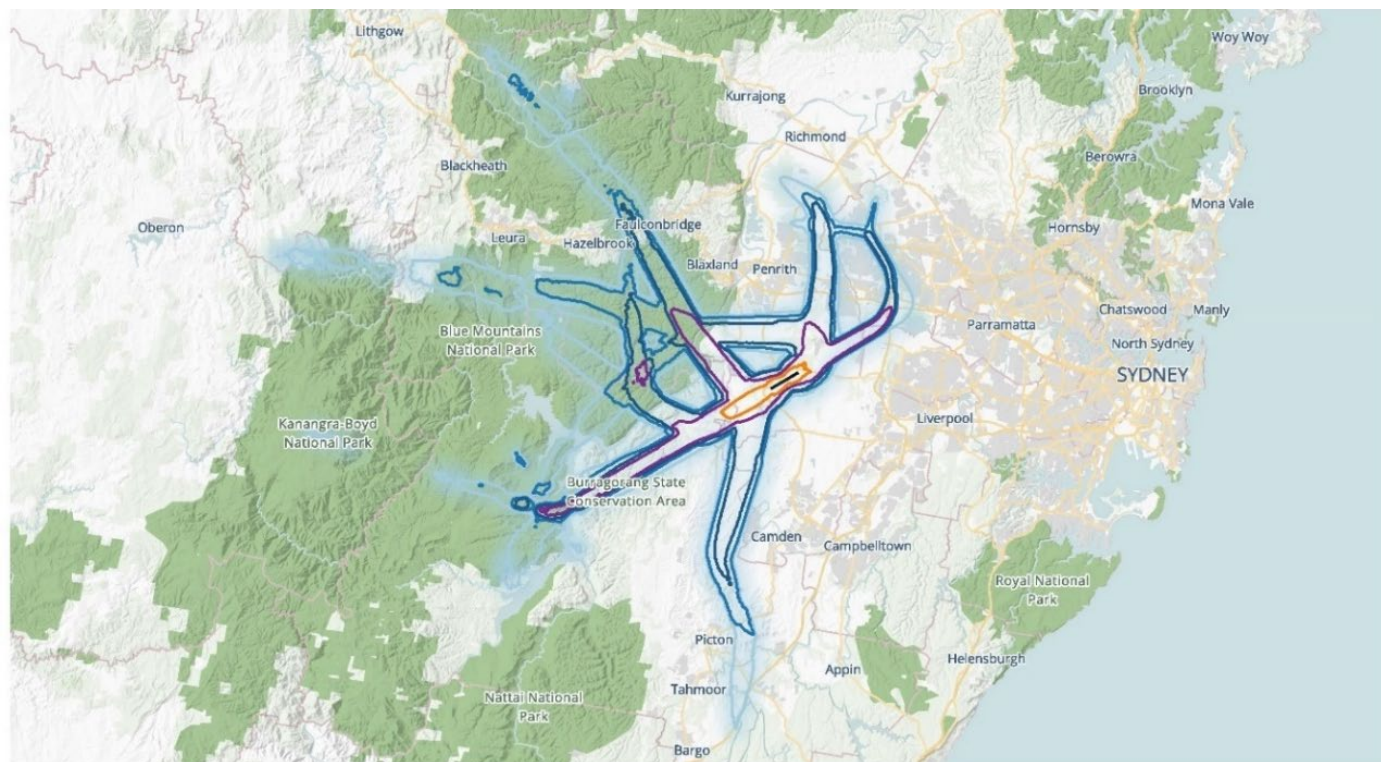 Lithgow
Woy Woy
Kurrajong
Brooklyn
Richmond
Blackheath
Berowra
Mona Vale
Oberon
Faulconbridge
Leura
Hazelbrook
Hornsby
Blaxland
Penrith
Chatswood
Manly
Parramatta
Blue Mountains
National Park
North Sydney
SYDNEY
Liverpool
Kanangra-Boyd
National Park
Burragorang State
Conservation Area
Camden
Campbelltown
Royal National
Park
Picton
Helensburgh
Appin
Tahmoor
Nattai National
Park
Bargo